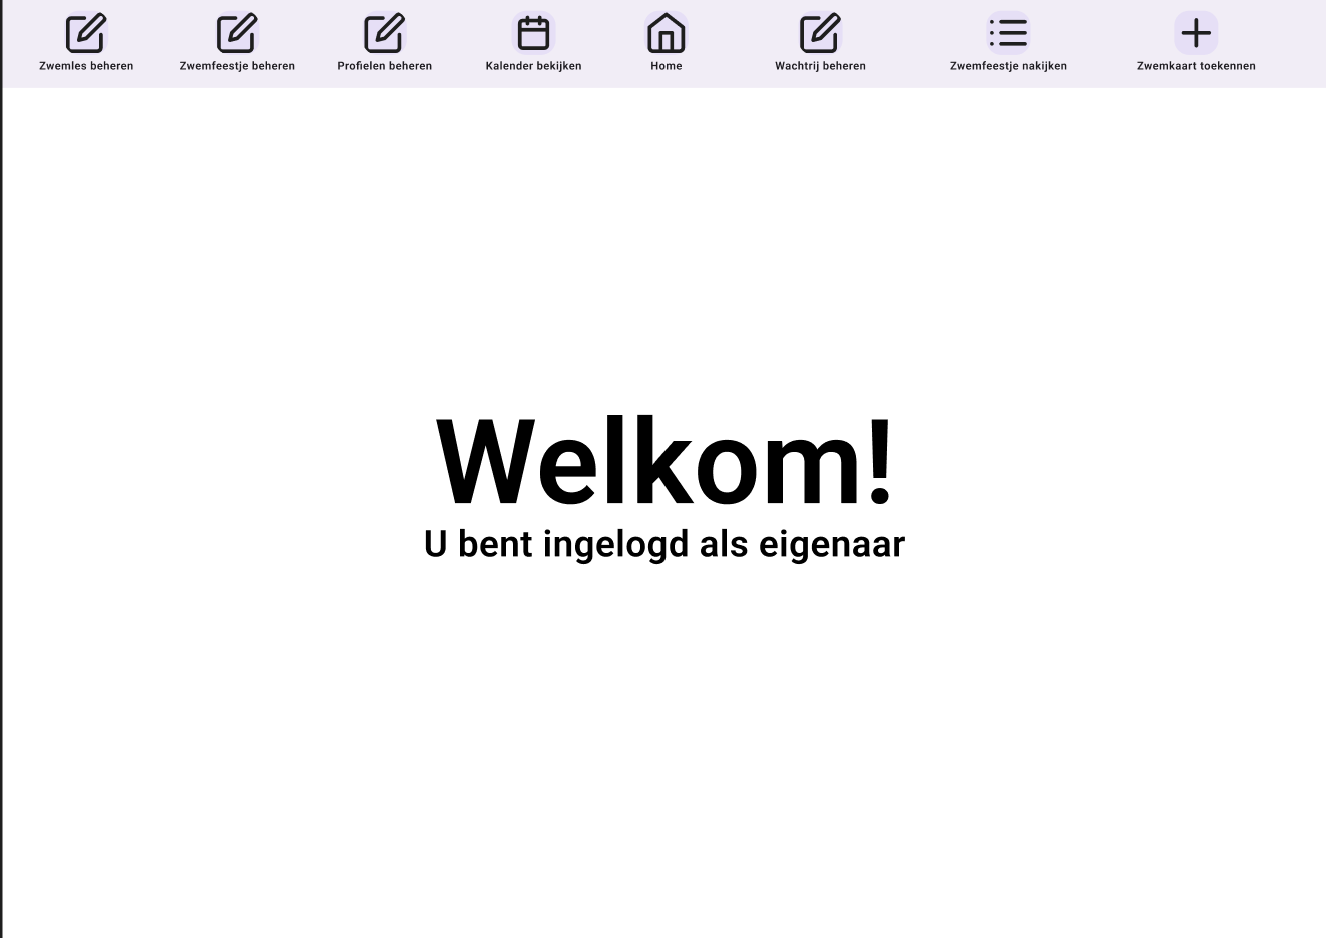 Zwemles beheren
Zwemfeestje beheren
Profielen beheren
Kalender bekijken
Home
Wachtrij beheren
Zwemfeestje nakijken
Zwemkaart toekennen
Welkom!
U bent ingelogd als eigenaar